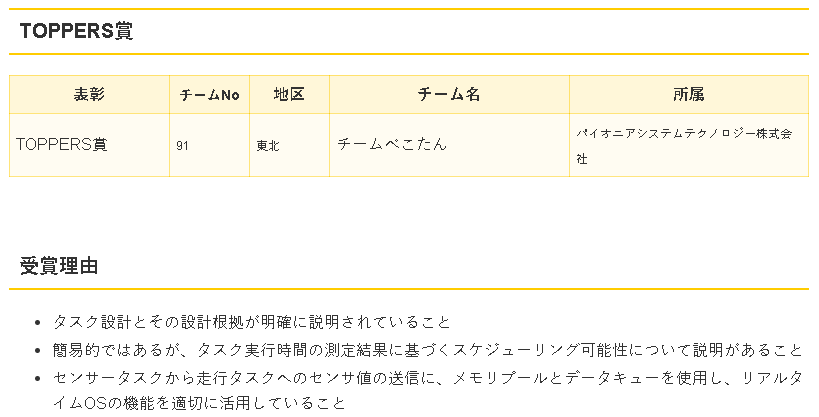 TOPPERS賞
表彰 チームNo 地区 チーム名 所属
TOPPERS賞 91 東北 チームべこたん パイオニアシステムテクノロジー株式会
社
受賞理由
• タスク設計とその設計根拠が明確に説明されていること
• 簡易的ではあるが、タスク実行時間の測定結果に基づくスケジューリング可能性について説明があること
• センサータスクから走行タスクへのセンサ値の送信に、メモリプールとデータキューを使用し、リアルタ
イムOSの機能を適切に活用していること